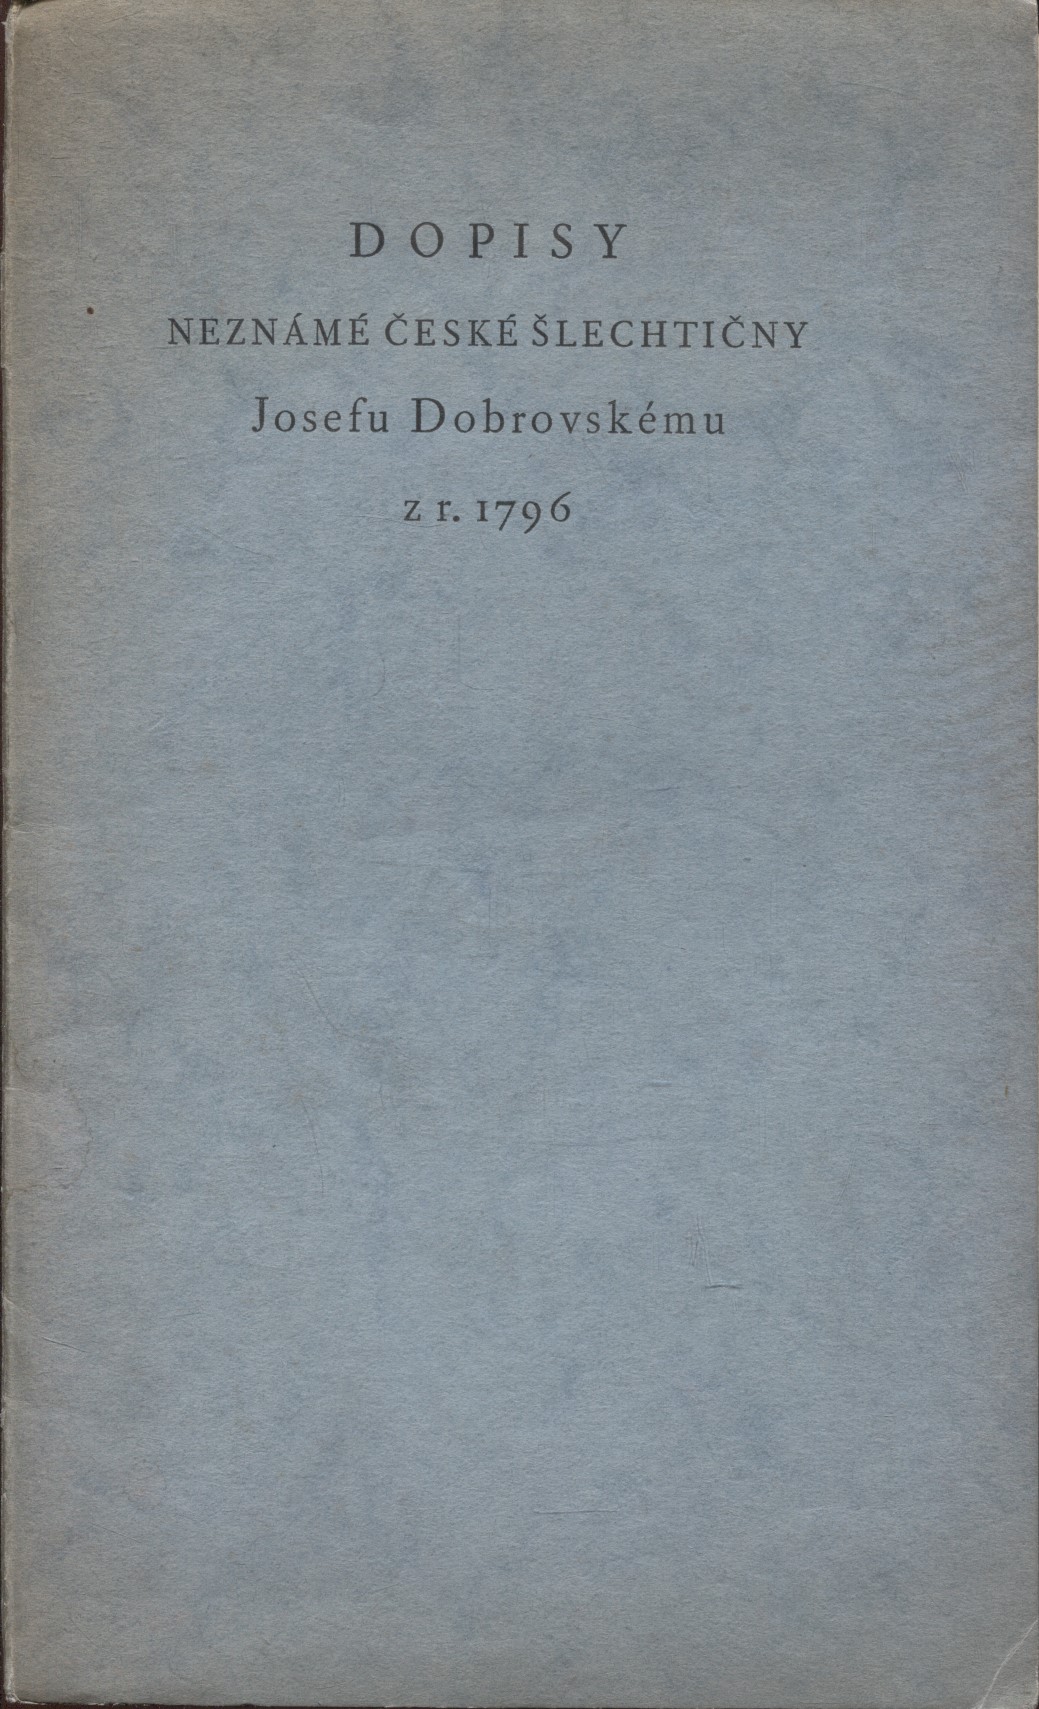 DOPISY
NEZNÁMÉ ČESKÉ ŠLECHTIČNY
Josefu Dobrovskému
z r. 1796